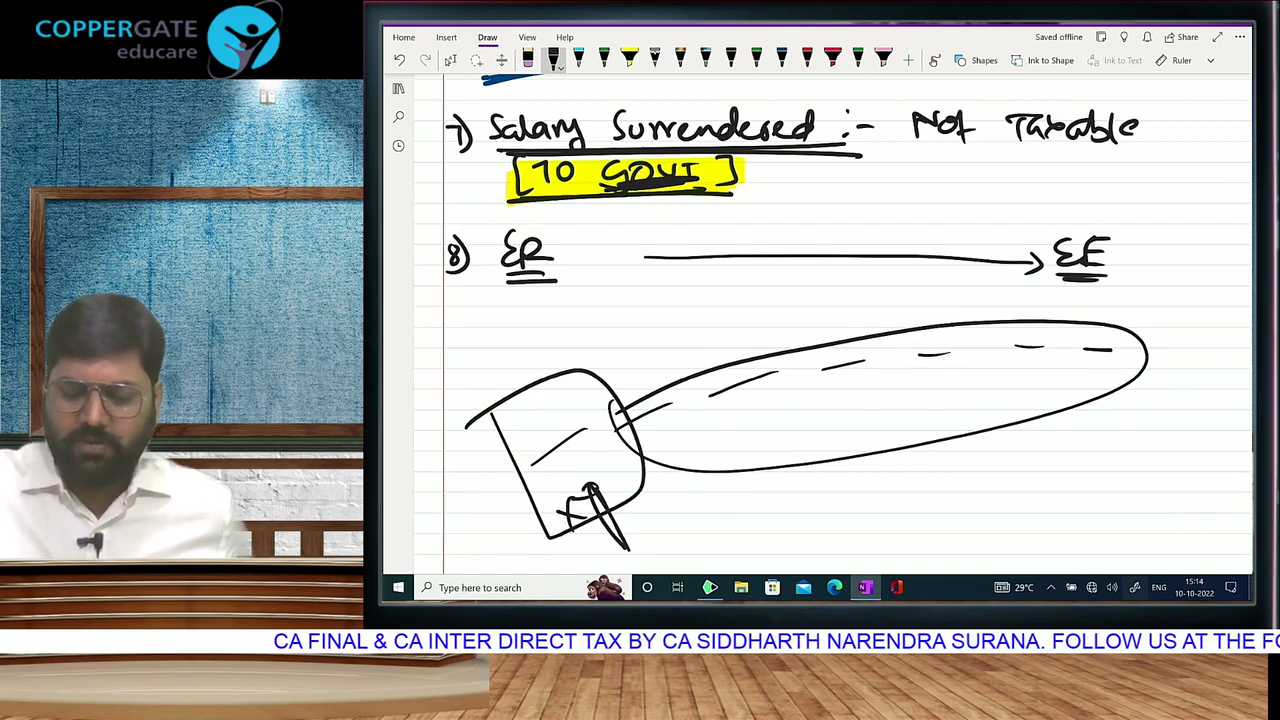 COPPERGATE
educare
Home Insert Draw View Help
Saved offline
Share
Shapes
Ink to Shape
Ink to Text
Ruler
7) Salary Surrendered :- Not Taxable
[TO GOVT]
8) ER → EE
Type here to search
29°C
ENG
15:14
10-10-2022
CA FINAL & CA INTER DIRECT TAX BY CA SIDDHARTH NARENDRA SURANA. FOLLOW US AT THE FO